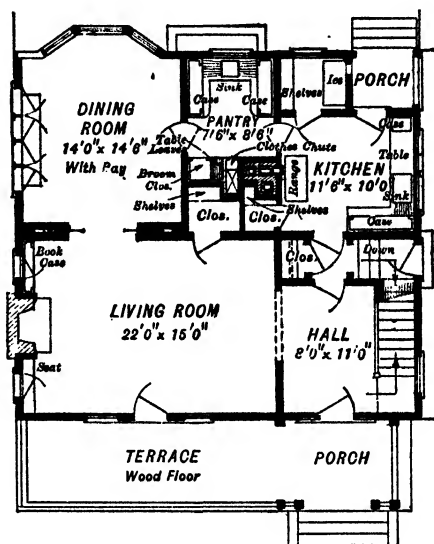 Ice
PORCH
Shelves
Sink
Case
Case
DINING
ROOM
14'0" x 14'6"
With Bay
PANTRY
7'6" x 8'6"
Table
Leaves
Clothes Chute
Case
Table
Sink
Case
KITCHEN
11'6" x 10'0
Range
Broom
Clos.
Shelves
Clos.
Clos.
Shelves
Book
Case
Clos.
Down
LIVING ROOM
22'0" x 15'0"
HALL
8'0" x 11'0"
Seat
TERRACE
Wood Floor
PORCH